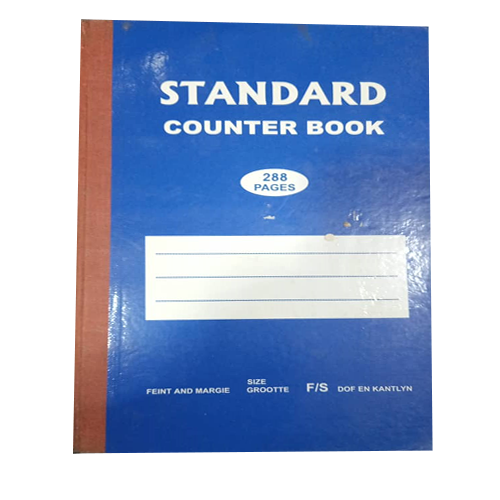 STANDARD
COUNTER BOOK
288
PAGES
FEINT AND MARGIE
SIZE
GROOTTE
F/S
DOF EN KANTLYN